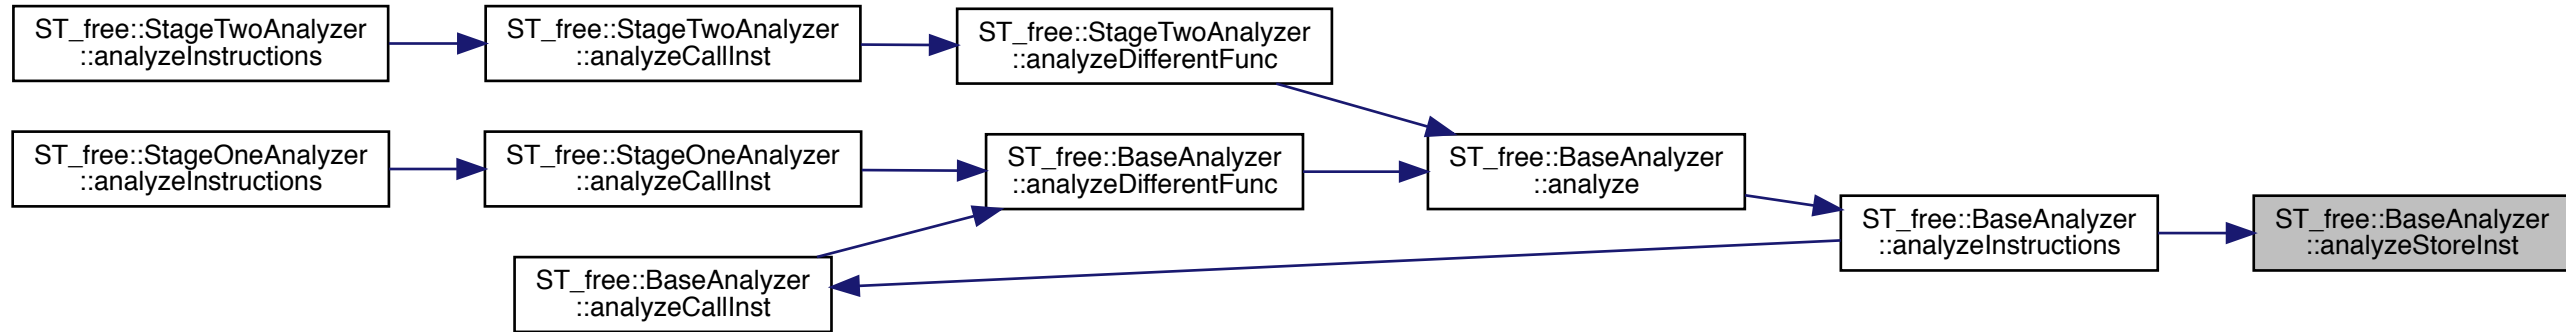 ST_free::StageTwoAnalyzer
::analyzeInstructions
ST_free::StageTwoAnalyzer
::analyzeCallInst
ST_free::StageTwoAnalyzer
::analyzeDifferentFunc
ST_free::StageOneAnalyzer
::analyzeInstructions
ST_free::StageOneAnalyzer
::analyzeCallInst
ST_free::BaseAnalyzer
::analyzeDifferentFunc
ST_free::BaseAnalyzer
::analyze
ST_free::BaseAnalyzer
::analyzeInstructions
ST_free::BaseAnalyzer
::analyzeStoreInst
ST_free::BaseAnalyzer
::analyzeCallInst